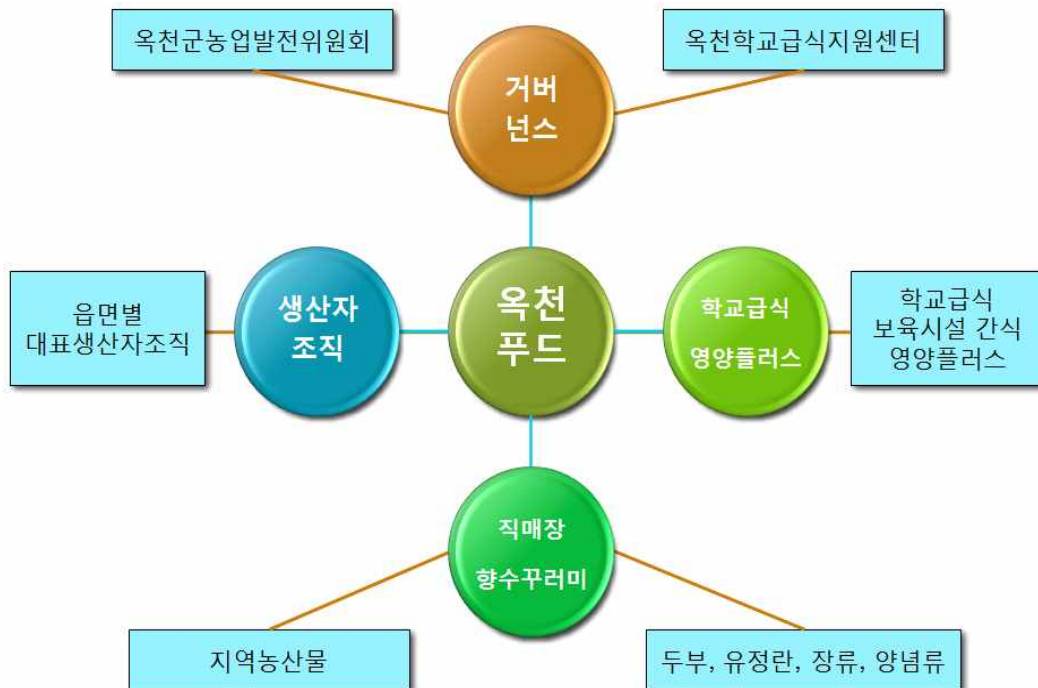 옥천군농업발전위원회
옥천학교급식지원센터
거버
넌스
읍면별
대표생산자조직
생산자
조직
옥천
푸드
학교급식
영양플러스
학교급식
보육시설 간식
영양플러스
직매장
향수꾸러미
지역농산물
두부, 유정란, 장류, 양념류